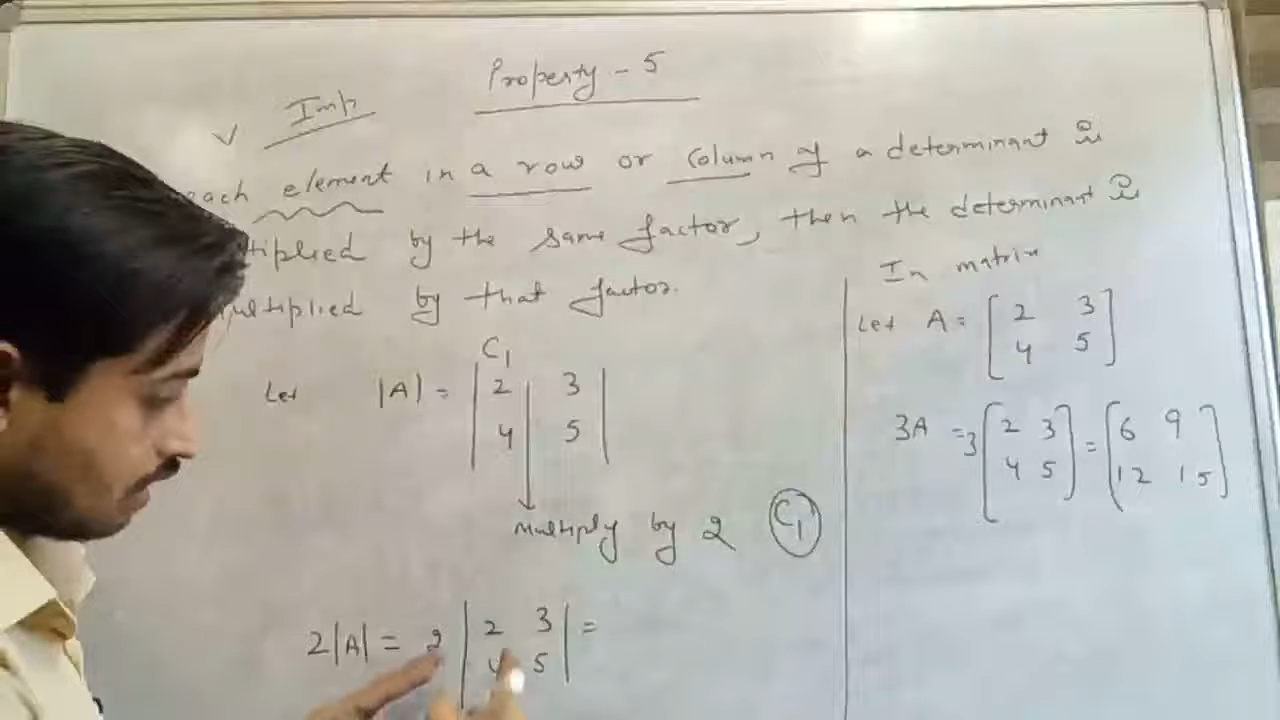 Property - 5
✓ Imp
each element in a row or column of a determinant is
tiplied by the same factor, then the determinant is
ultiplied by that factor.
Let |A| = | 2 3 |
C1
| 4 5 |
Multiply by 2 C1
2|A| = 2 | 2 3 | =
| 4 5 |
In matrix
Let A = [ 2 3
4 5 ]
3A = 3 [ 2 3 ] = [ 6 9 ]
[ 4 5 ] [ 12 15 ]